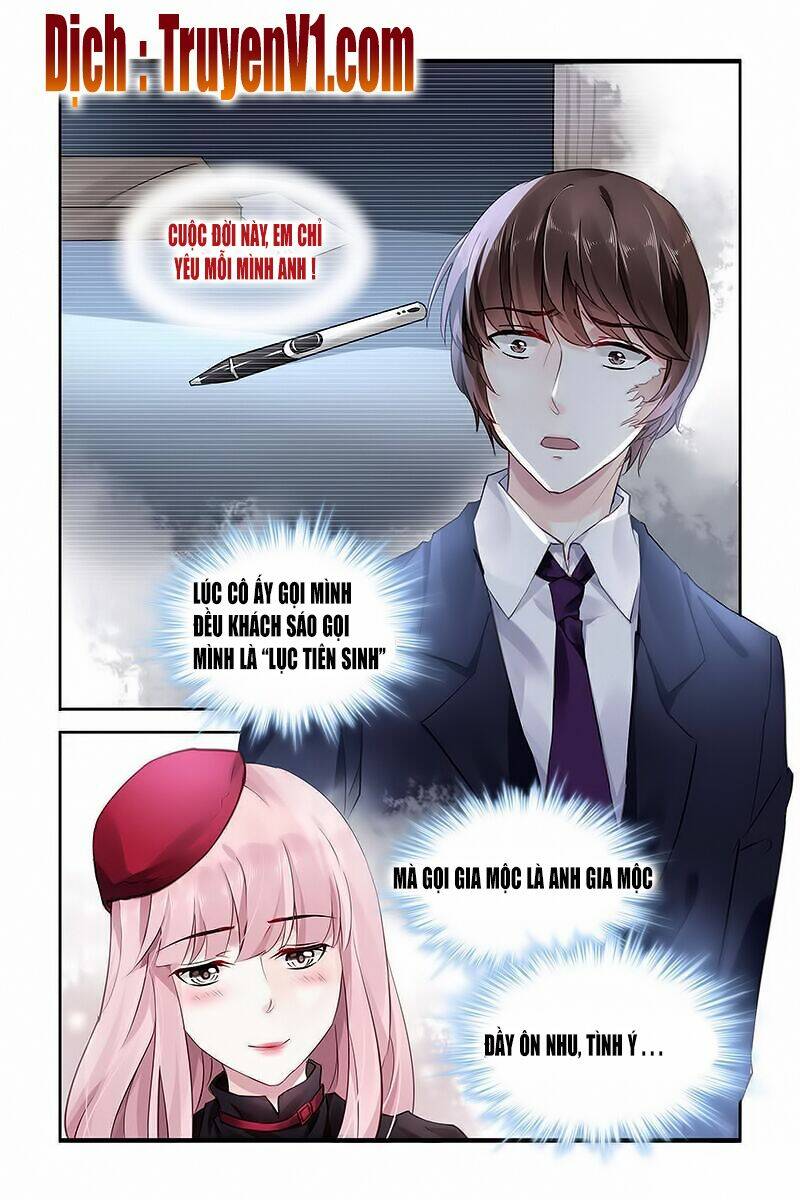 Dịch : TruyenV1.com
CUỘC ĐỜI NÀY, EM CHỈ
YÊU MỖI MÌNH ANH !
LÚC CÔ ẤY GỌI MÌNH
ĐỀU KHÁCH SÁO GỌI
MÌNH LÀ “LỤC TIÊN SINH”
MÀ GỌI GIA MỘC LÀ ANH GIA MỘC
ĐẦY ÔN NHU, TÌNH Ý . . .